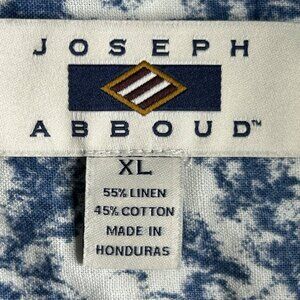 JOSEPH
ABBOUD™
XL
55% LINEN
45% COTTON
MADE IN
HONDURAS